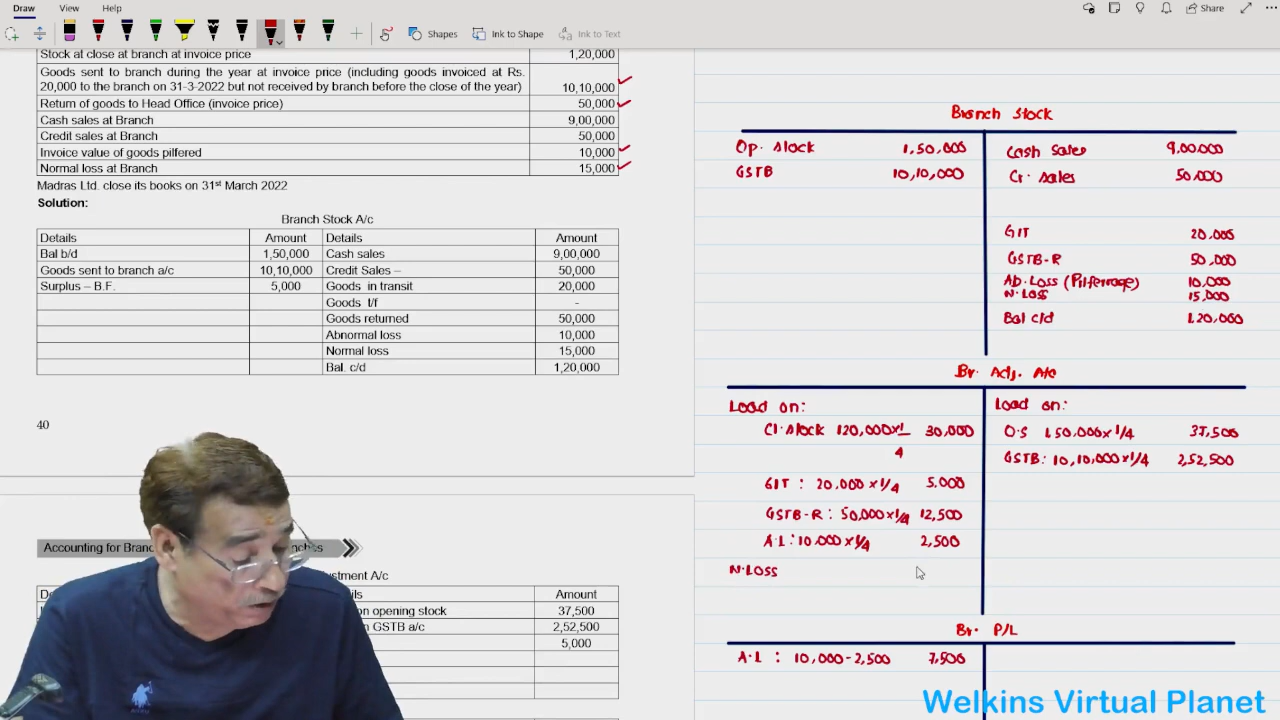 Draw View Help
Share
Shapes Ink to Shape Ink to Text
Stock at close at branch at invoice price 1,20,000
Goods sent to branch during the year at invoice price (including goods invoiced at Rs.
20,000 to the branch on 31-3-2022 but not received by branch before the close of the year) 10,10,000
Return of goods to Head Office (invoice price) 50,000
Cash sales at Branch 9,00,000
Credit sales at Branch 50,000
Invoice value of goods pilfered 10,000
Normal loss at Branch 15,000
Madras Ltd. close its books on 31st March 2022
Solution:
Branch Stock A/c
Details Amount Details Amount
Bal b/d 1,50,000 Cash sales 9,00,000
Goods sent to branch a/c 10,10,000 Credit Sales – 50,000
Surplus – B.F. 5,000 Goods in transit 20,000
Goods t/f -
Goods returned 50,000
Abnormal loss 10,000
Normal loss 15,000
Bal. c/d 1,20,000
40
Accounting for Branc
nches
stment A/c
ils Amount
on opening stock 37,500
n GSTB a/c 2,52,500
5,000
Branch Stock
Op. Stock 1,50,000 Cash Sales 9,00,000
GSTB 10,10,000 Cr. Sales 50,000
GIT 20,000
GSTB-R 50,000
Ab. Loss (Pilferrage) 10,000
N. Loss 15,000
Bal c/d 1,20,000
Br. Adj. A/c
Load on: Load on:
Cl. Stock 120,000×1/4 30,000 O.S 1,50,000×1/4 37,500
GSTB: 10,10,000×1/4 2,52,500
GIT : 20,000 ×1/4 5,000
GSTB-R : 50,000×1/4 12,500
A.L : 10,000×1/4 2,500
N. Loss
Br. P/L
A.L : 10,000-2,500 7,500
Welkins Virtual Planet